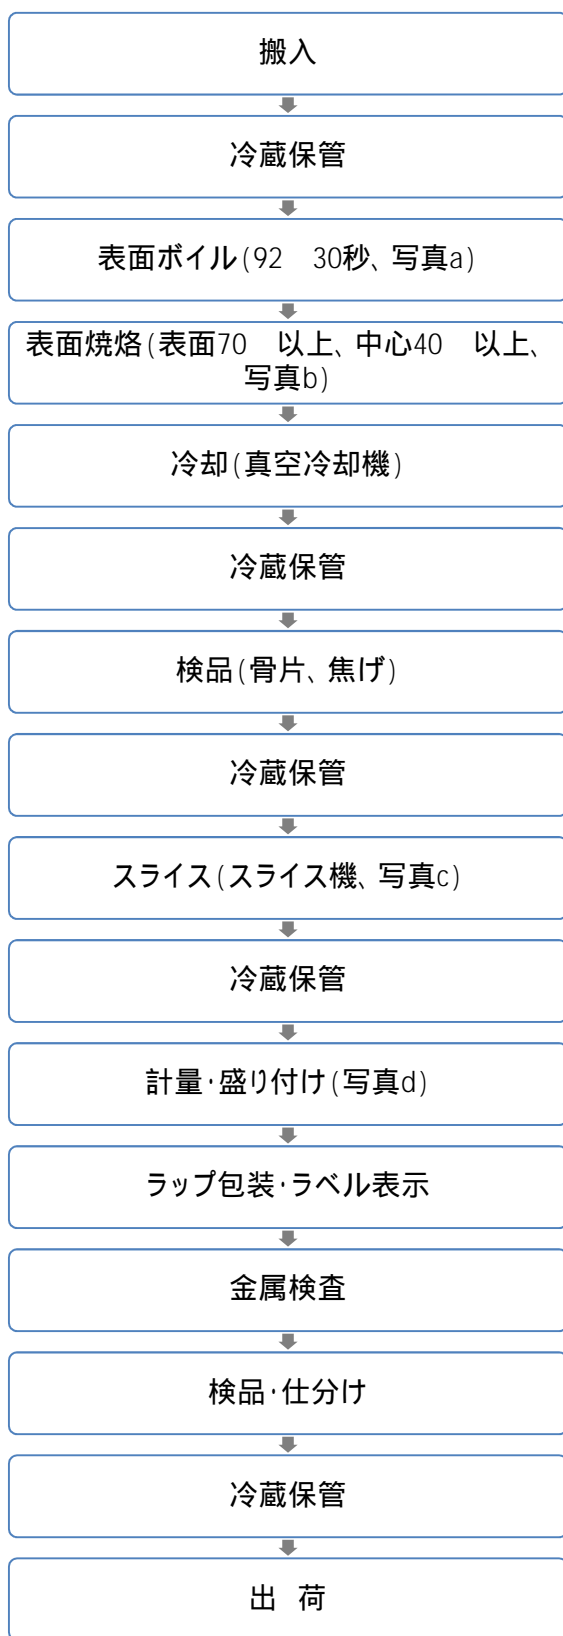 搬入
冷蔵保管
表面ボイル(92　30秒、写真a)
表面焼烙(表面70　以上、中心40　以上、
写真b)
冷却(真空冷却機)
冷蔵保管
検品(骨片、焦げ)
冷蔵保管
スライス(スライス機、写真c)
冷蔵保管
計量･盛り付け(写真d)
ラップ包装･ラベル表示
金属検査
検品･仕分け
冷蔵保管
出　荷